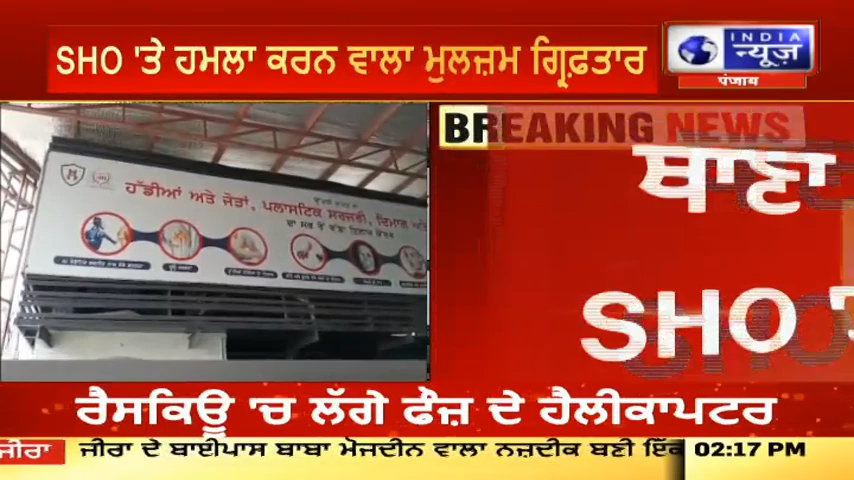 SHO 'ਤੇ ਹਮਲਾ ਕਰਨ ਵਾਲਾ ਮੁਲਜ਼ਮ ਗ੍ਰਿਫ਼ਤਾਰ
INDIA
ਨਿਊਜ਼
ਪੰਜਾਬ
BREAKING NEWS
ਥਾਣਾ
SHO '
ਹੱਡੀਆਂ ਅਤੇ ਜੋੜਾਂ, ਪਲਾਸਟਿਕ ਸਰਜਰੀ, ਦਿਮਾਗ ਅਤੇ
ਰੈਸਕਿਊ 'ਚ ਲੱਗੇ ਫੌਜ਼ ਦੇ ਹੈਲੀਕਾਪਟਰ
ਜੀਰਾ ਜੀਰਾ ਦੇ ਬਾਈਪਾਸ ਬਾਬਾ ਮੋਜਦੀਨ ਵਾਲਾ ਨਜ਼ਦੀਕ ਬਣੀ ਇੱਕ 02:17 PM